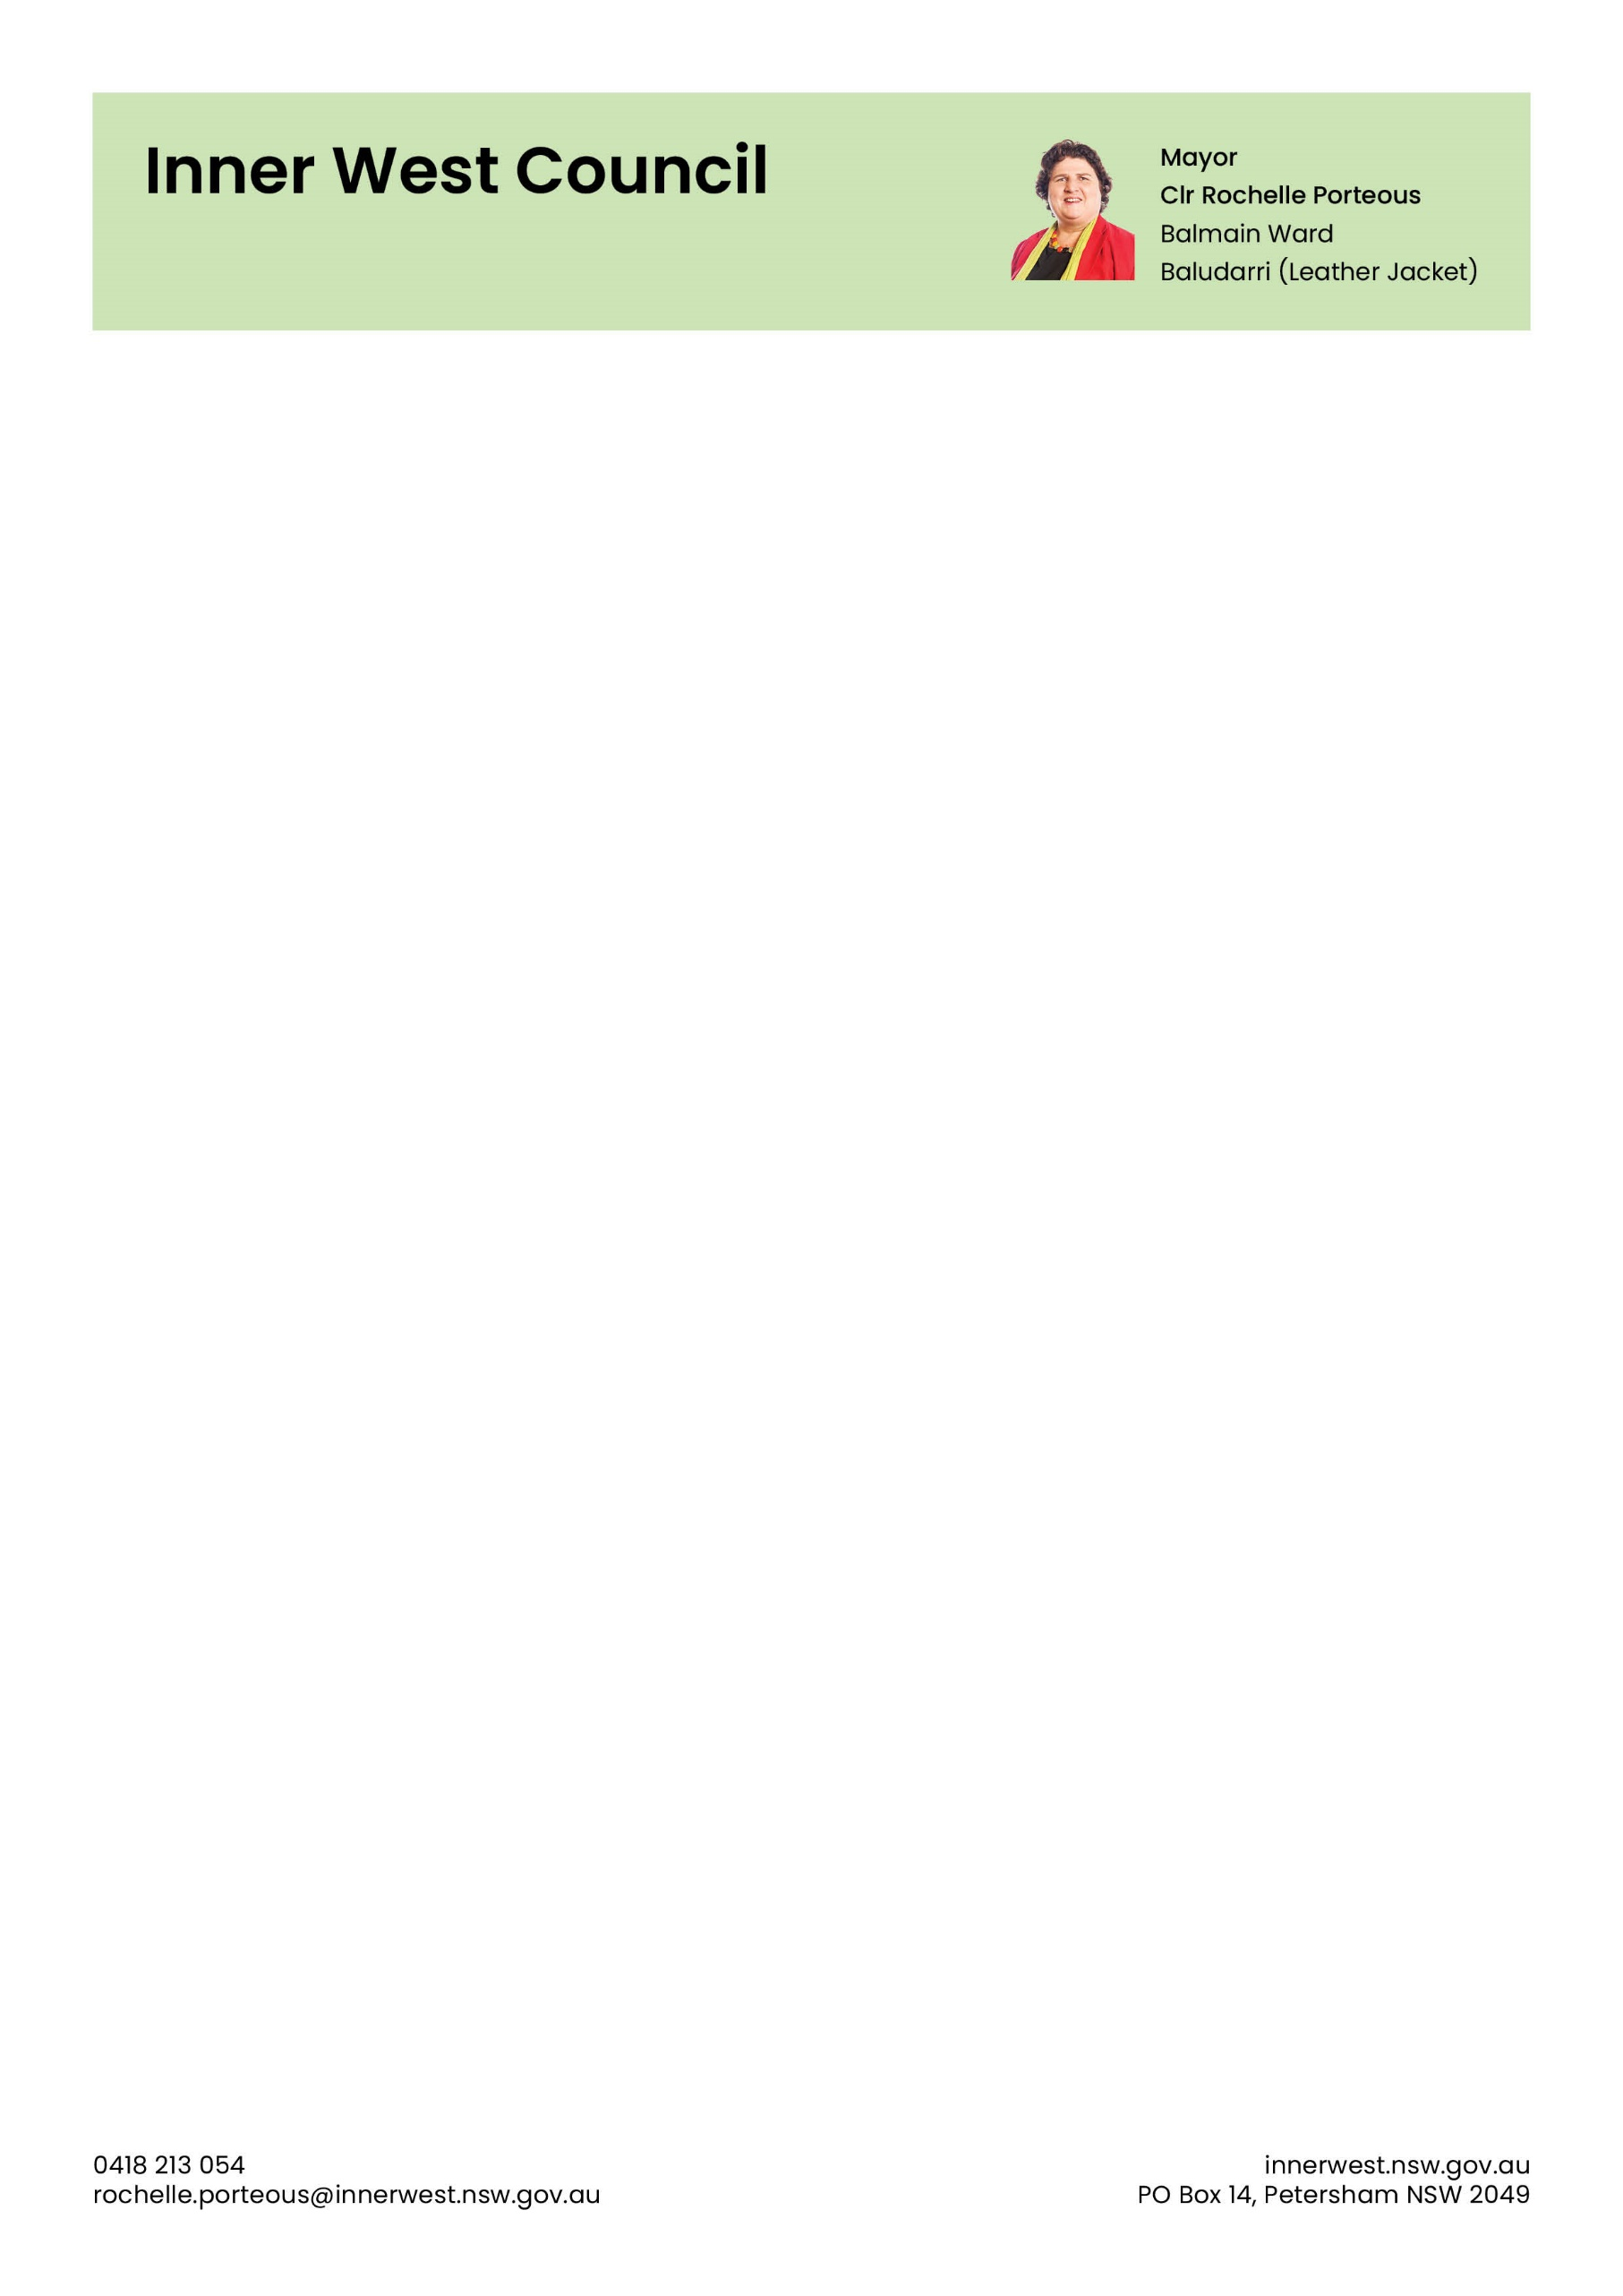 Inner West Council
Mayor
Clr Rochelle Porteous
Balmain Ward
Baludarri (Leather Jacket)
0418 213 054
rochelle.porteous@innerwest.nsw.gov.au
innerwest.nsw.gov.au
PO Box 14, Petersham NSW 2049